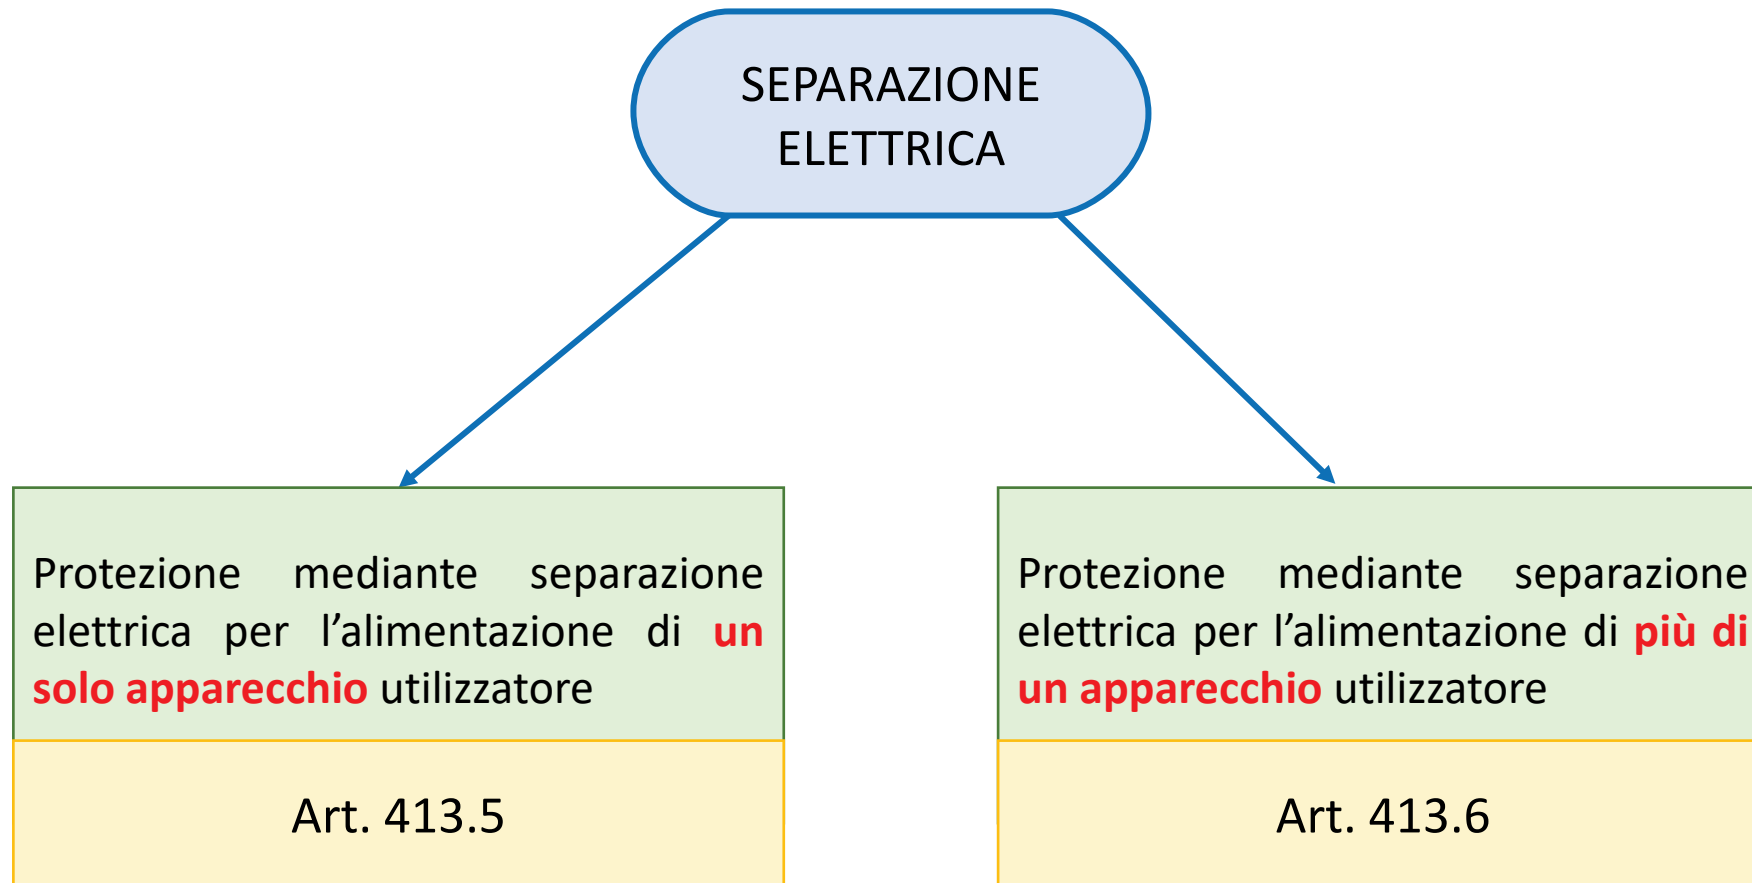 SEPARAZIONE
ELETTRICA
Protezione mediante separazione
elettrica per l’alimentazione di un
solo apparecchio utilizzatore
Art. 413.5
Protezione mediante separazione
elettrica per l’alimentazione di più di
un apparecchio utilizzatore
Art. 413.6